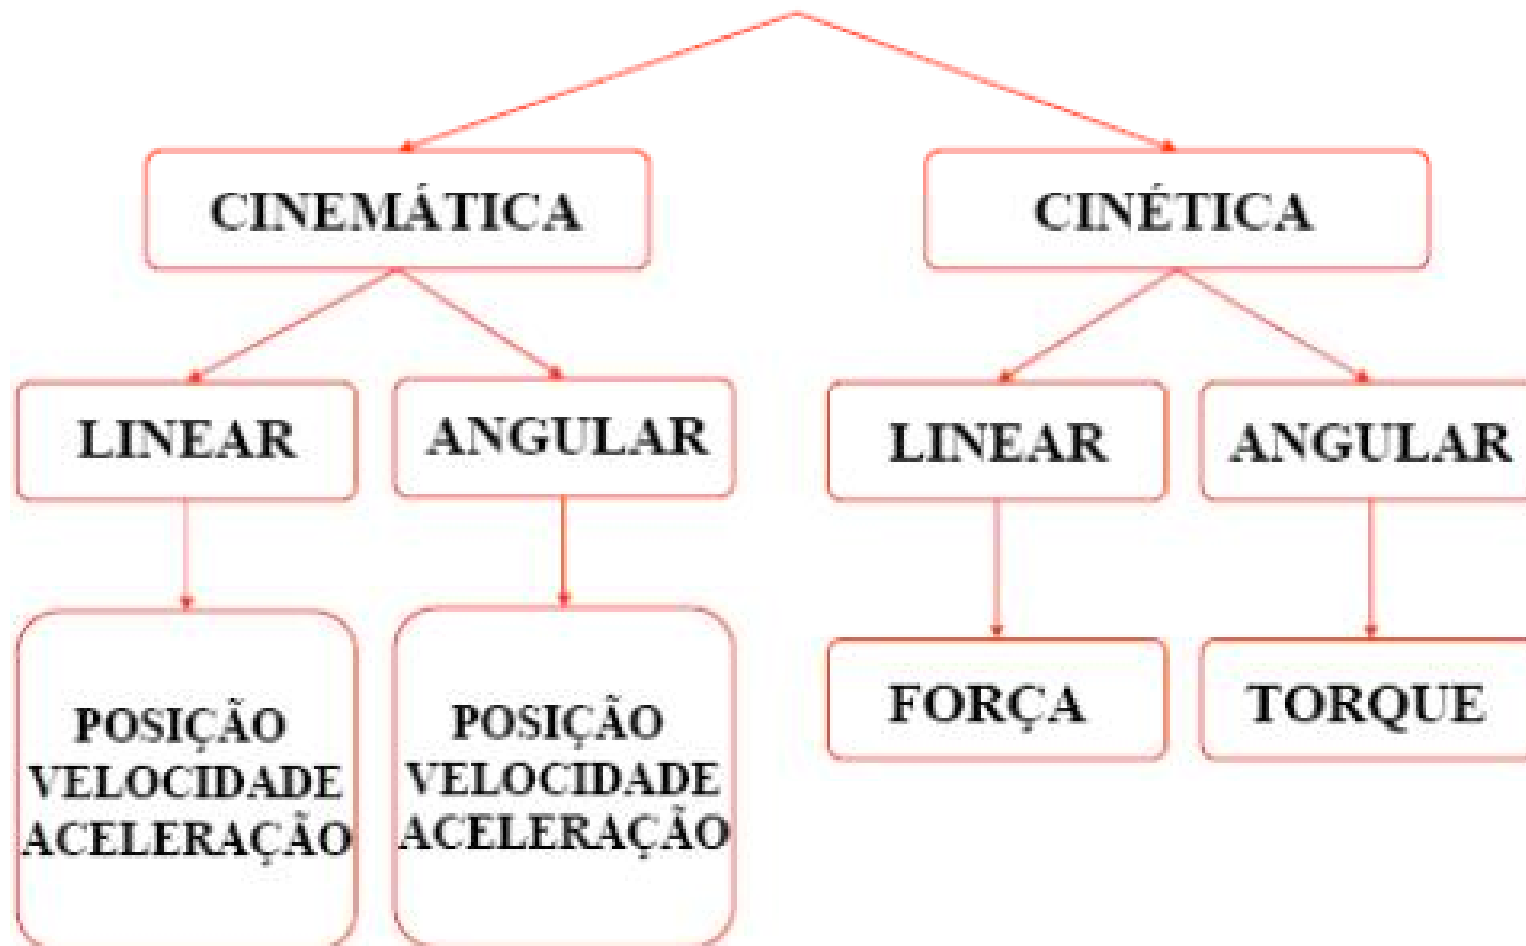 CINEMÁTICA
CINÉTICA
LINEAR
ANGULAR
LINEAR
ANGULAR
POSIÇÃO
VELOCIDADE
ACELERAÇÃO
POSIÇÃO
VELOCIDADE
ACELERAÇÃO
FORÇA
TORQUE